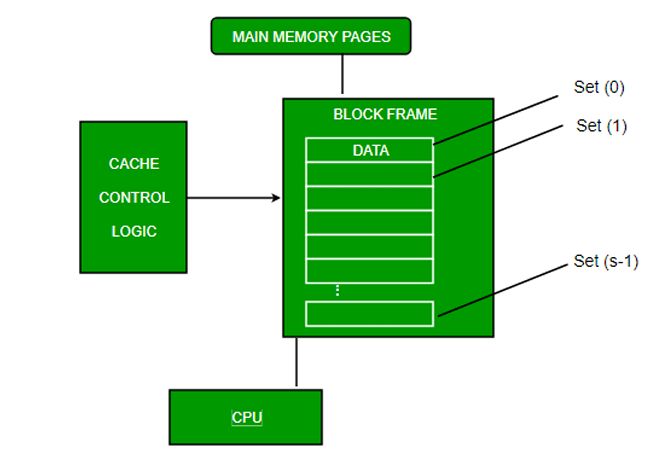 MAIN MEMORY PAGES
Set (0)
BLOCK FRAME
Set (1)
DATA
CACHE
CONTROL
LOGIC
Set (s-1)
CPU